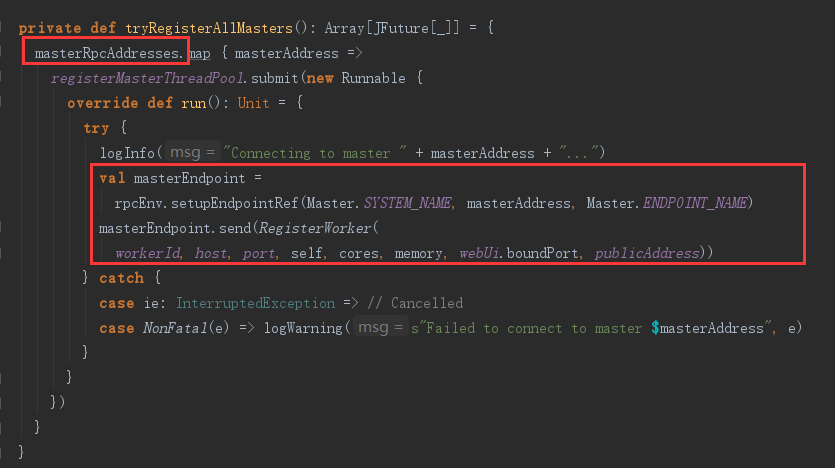 private def tryRegisterAllMasters(): Array[JFuture[_]] = {
masterRpcAddresses.map { masterAddress =>
registerMasterThreadPool.submit(new Runnable {
override def run(): Unit = {
try {
logInfo( msg = "Connecting to master " + masterAddress + "...")
val masterEndpoint =
rpcEnv.setupEndpointRef(Master.SYSTEM_NAME, masterAddress, Master.ENDPOINT_NAME)
masterEndpoint.send(RegisterWorker(
workerId, host, port, self, cores, memory, webUi.boundPort, publicAddress))
} catch {
case ie: InterruptedException => // Cancelled
case NonFatal(e) => logWarning( msg = s"Failed to connect to master $masterAddress", e)
}
}
})
}
}